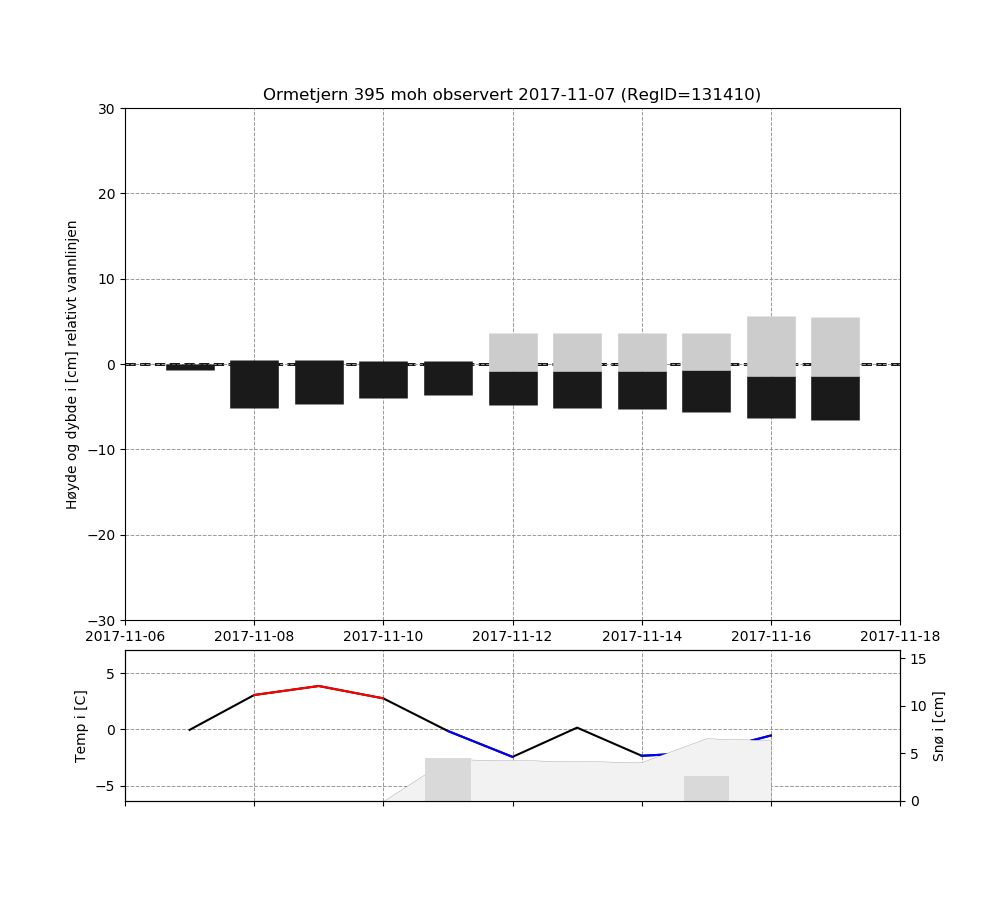 Ormetjern 395 moh observert 2017-11-07 (RegID=131410)
30
20
10
0
−10
−20
−30
Høyde og dybde i [cm] relativt vannlinjen
2017-11-06 2017-11-08 2017-11-10 2017-11-12 2017-11-14 2017-11-16 2017-11-18
5
0
−5
Temp i [C]
15
10
5
0
Snø i [cm]